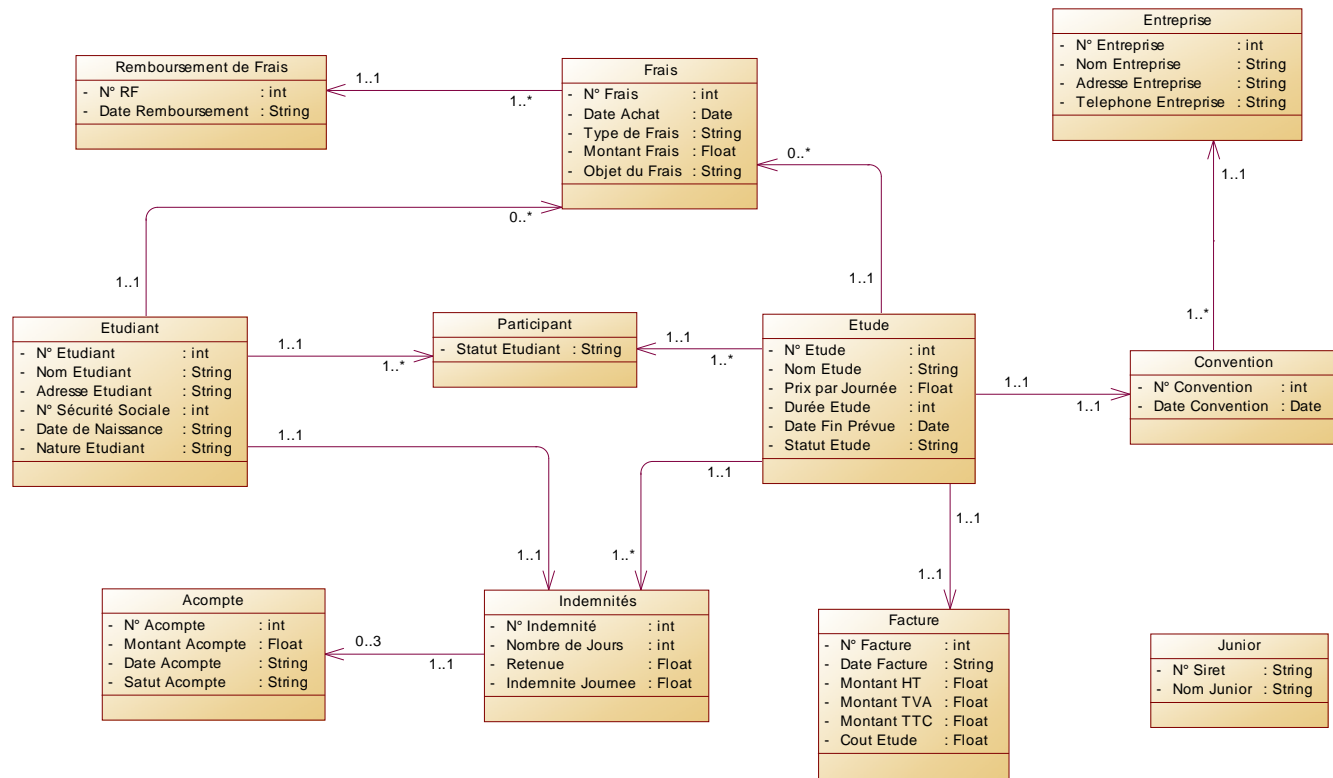 Entreprise
- N° Entreprise : int
- Nom Entreprise : String
- Adresse Entreprise : String
- Telephone Entreprise : String
Remboursement de Frais
- N° RF : int
- Date Remboursement : String
1..1
1..*
Frais
- N° Frais : int
- Date Achat : Date
- Type de Frais : String
- Montant Frais : Float
- Objet du Frais : String
0..*
1..1
0..*
1..1
1..1
1..*
Etudiant
- N° Etudiant : int
- Nom Etudiant : String
- Adresse Etudiant : String
- N° Sécurité Sociale : int
- Date de Naissance : String
- Nature Etudiant : String
1..1
1..*
Participant
- Statut Etudiant : String
1..1
1..*
Etude
- N° Etude : int
- Nom Etude : String
- Prix par Journée : Float
- Durée Etude : int
- Date Fin Prévue : Date
- Statut Etude : String
1..1
1..1
Convention
- N° Convention : int
- Date Convention : Date
1..1
1..1
1..1
1..*
1..1
1..1
Acompte
- N° Acompte : int
- Montant Acompte : Float
- Date Acompte : String
- Satut Acompte : String
0..3
1..1
Indemnités
- N° Indemnité : int
- Nombre de Jours : int
- Retenue : Float
- Indemnite Journee : Float
Facture
- N° Facture : int
- Date Facture : String
- Montant HT : Float
- Montant TVA : Float
- Montant TTC : Float
- Cout Etude : Float
Junior
- N° Siret : String
- Nom Junior : String